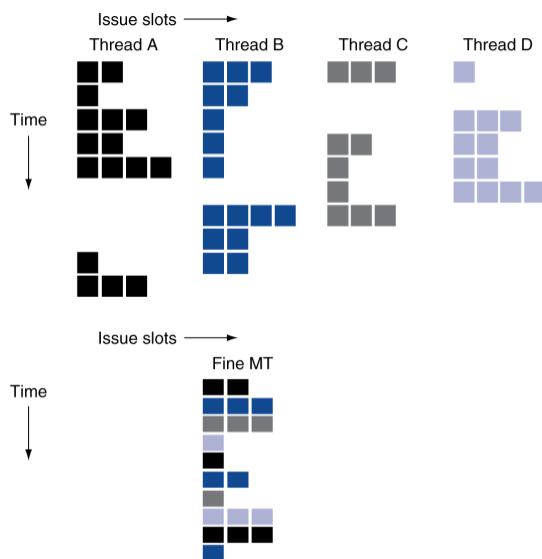 Issue slots
Thread A Thread B Thread C Thread D
Time
Issue slots
Fine MT
Time